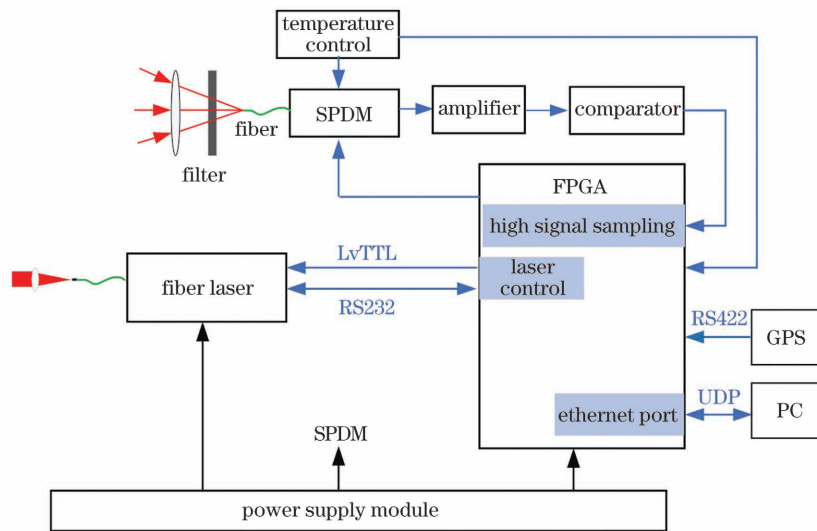 temperature
control
SPDM
amplifier
comparator
fiber
filter
FPGA
high signal sampling
LvTTL
laser
control
fiber laser
RS232
RS422
GPS
UDP
ethernet port
PC
SPDM
power supply module